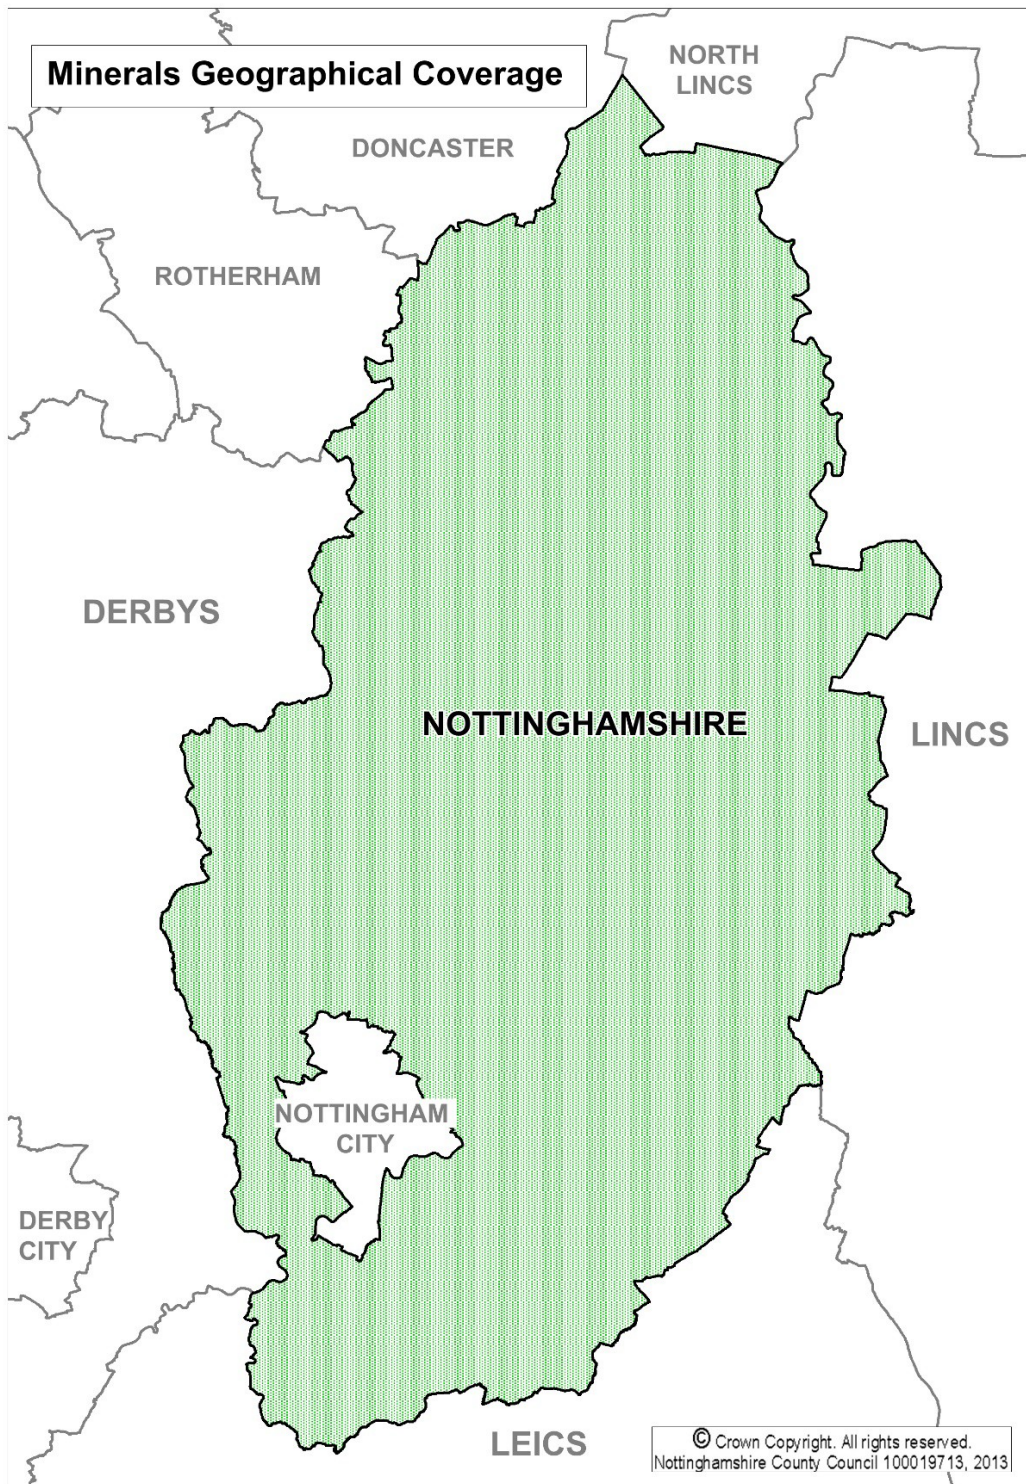 Minerals Geographical Coverage
NORTH
LINCS
DONCASTER
ROTHERHAM
DERBYS
NOTTINGHAMSHIRE
LINCS
NOTTINGHAM
CITY
DERBY
CITY
LEICS
© Crown Copyright. All rights reserved.
Nottinghamshire County Council 100019713, 2013